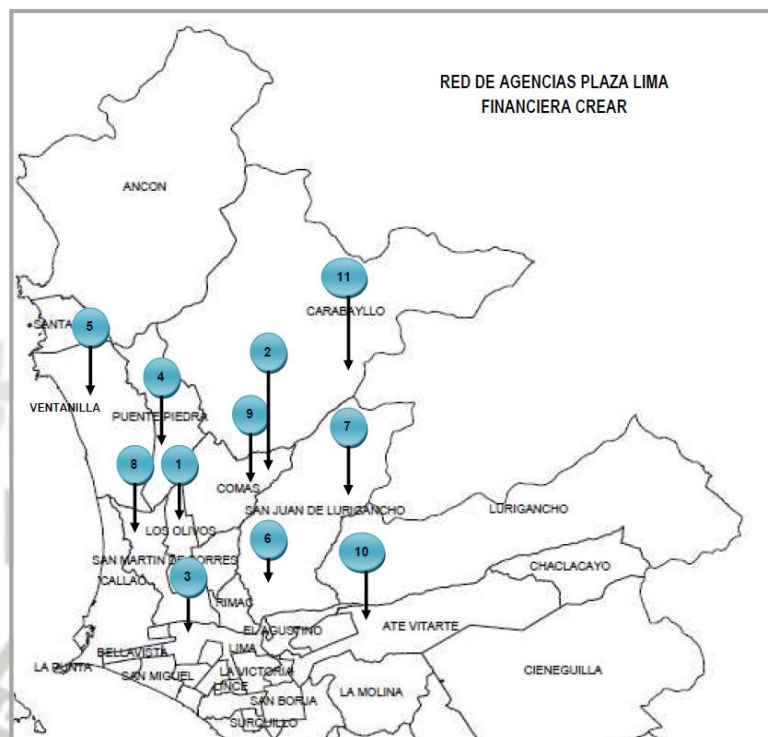 RED DE AGENCIAS PLAZA LIMA
FINANCIERA CREAR
ANCON
11
CARABAYLLO
SANTA
5
2
4
VENTANILLA
PUENTE PIEDRA
9
7
8
1
COMAS
SAN JUAN DE LURIGANCHO
LURIGANCHO
LOS OLIVOS
6
10
SAN MARTIN DE PORRES
CHACLACAYO
CALLAO
3
RIMAC
EL AGUSTINO
ATE VITARTE
BELLAVISTA
LIMA
LA PUNTA
SAN MIGUEL
LA VICTORIA
CIENEGUILLA
LINCE
SAN BORJA
LA MOLINA
SURQUILLO